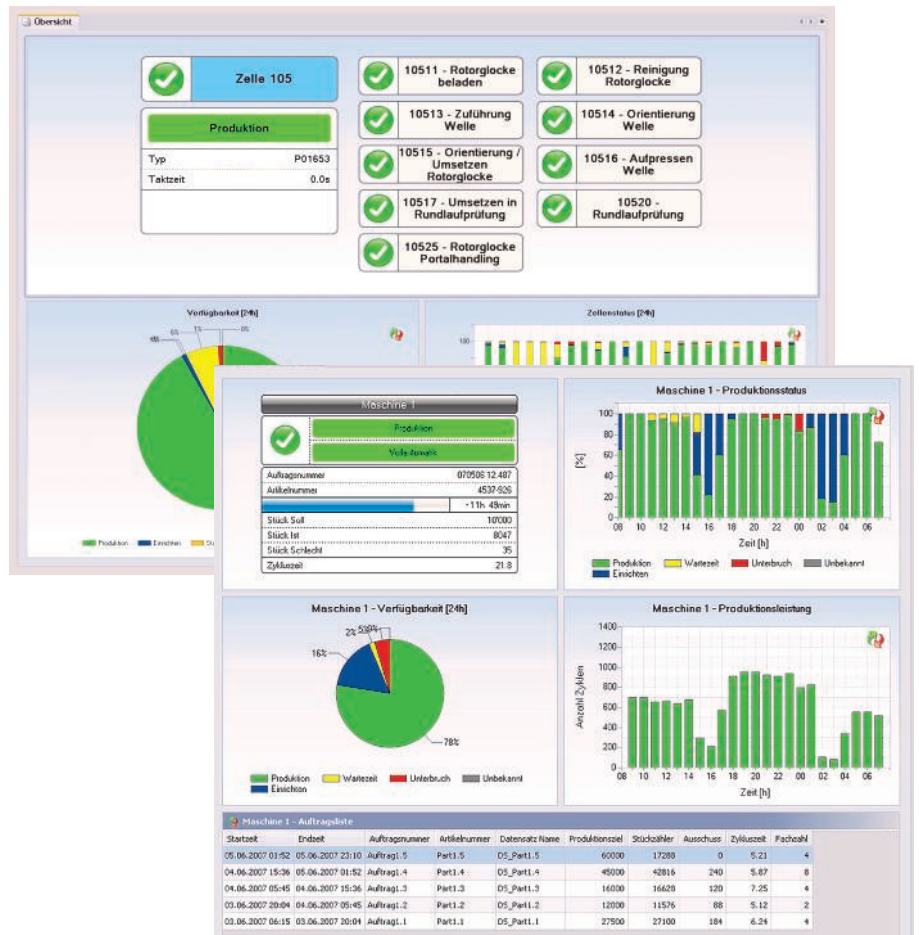 Übersicht
Zelle 105
Produktion
Typ P01653
Taktzeit 0.0s
10511 - Rotorglocke
beladen
10512 - Reinigung
Rotorglocke
10513 - Zuführung
Welle
10514 - Orientierung
Welle
10515 - Orientierung /
Umsetzen
Rotorglocke
10516 - Aufpressen
Welle
10517 - Umsetzen in
Rundlaufprüfung
10520 -
Rundlaufprüfung
10525 - Rotorglocke
Portalhandling
Verfügbarkeit [24h]
6% 1% 0%
Produktion Einrichten
Zellenstatus [24h]
100
Maschine 1
Produktion
Vollautomatik
Auftragsnummer 070506 12.487
Artikelnummer 4537-926
-11h 48min
Stück Soll 10'000
Stück Ist 8047
Stück Schlecht 35
Zykluszeit 21.8
Maschine 1 - Produktionsstatus
[%]
100
80
60
40
20
0
08 10 12 14 16 18 20 22 00 02 04 06
Zeit [h]
Produktion Wartezeit Unterbruch Unbekannt
Einrichten
Maschine 1 - Verfügbarkeit [24h]
2% 5% 0%
16%
78%
Produktion Wartezeit Unterbruch Unbekannt
Einrichten
Maschine 1 - Produktionsleistung
Anzahl Zyklen
1400
1200
1000
800
600
400
200
0
08 10 12 14 16 18 20 22 00 02 04 06
Zeit [h]
Maschine 1 - Auftragsliste
Startzeit Endzeit Auftragsnummer Artikelnummer Datensatz Name Produktionsziel Stückzähler Ausschuss Zykluszeit Fachzahl
05.06.2007 01:52 05.06.2007 23:10 Auftrag1.5 Part1.5 DS_Part1.5 60000 17288 0 5.21 4
04.06.2007 15:36 05.06.2007 01:52 Auftrag1.4 Part1.4 DS_Part1.4 45000 42816 240 5.87 8
04.06.2007 05:45 04.06.2007 15:36 Auftrag1.3 Part1.3 DS_Part1.3 16000 16628 120 7.25 4
03.06.2007 20:04 04.06.2007 05:45 Auftrag1.2 Part1.2 DS_Part1.2 12000 11576 88 5.12 2
03.06.2007 06:15 03.06.2007 20:04 Auftrag1.1 Part1.1 DS_Part1.1 27500 27100 184 6.24 4